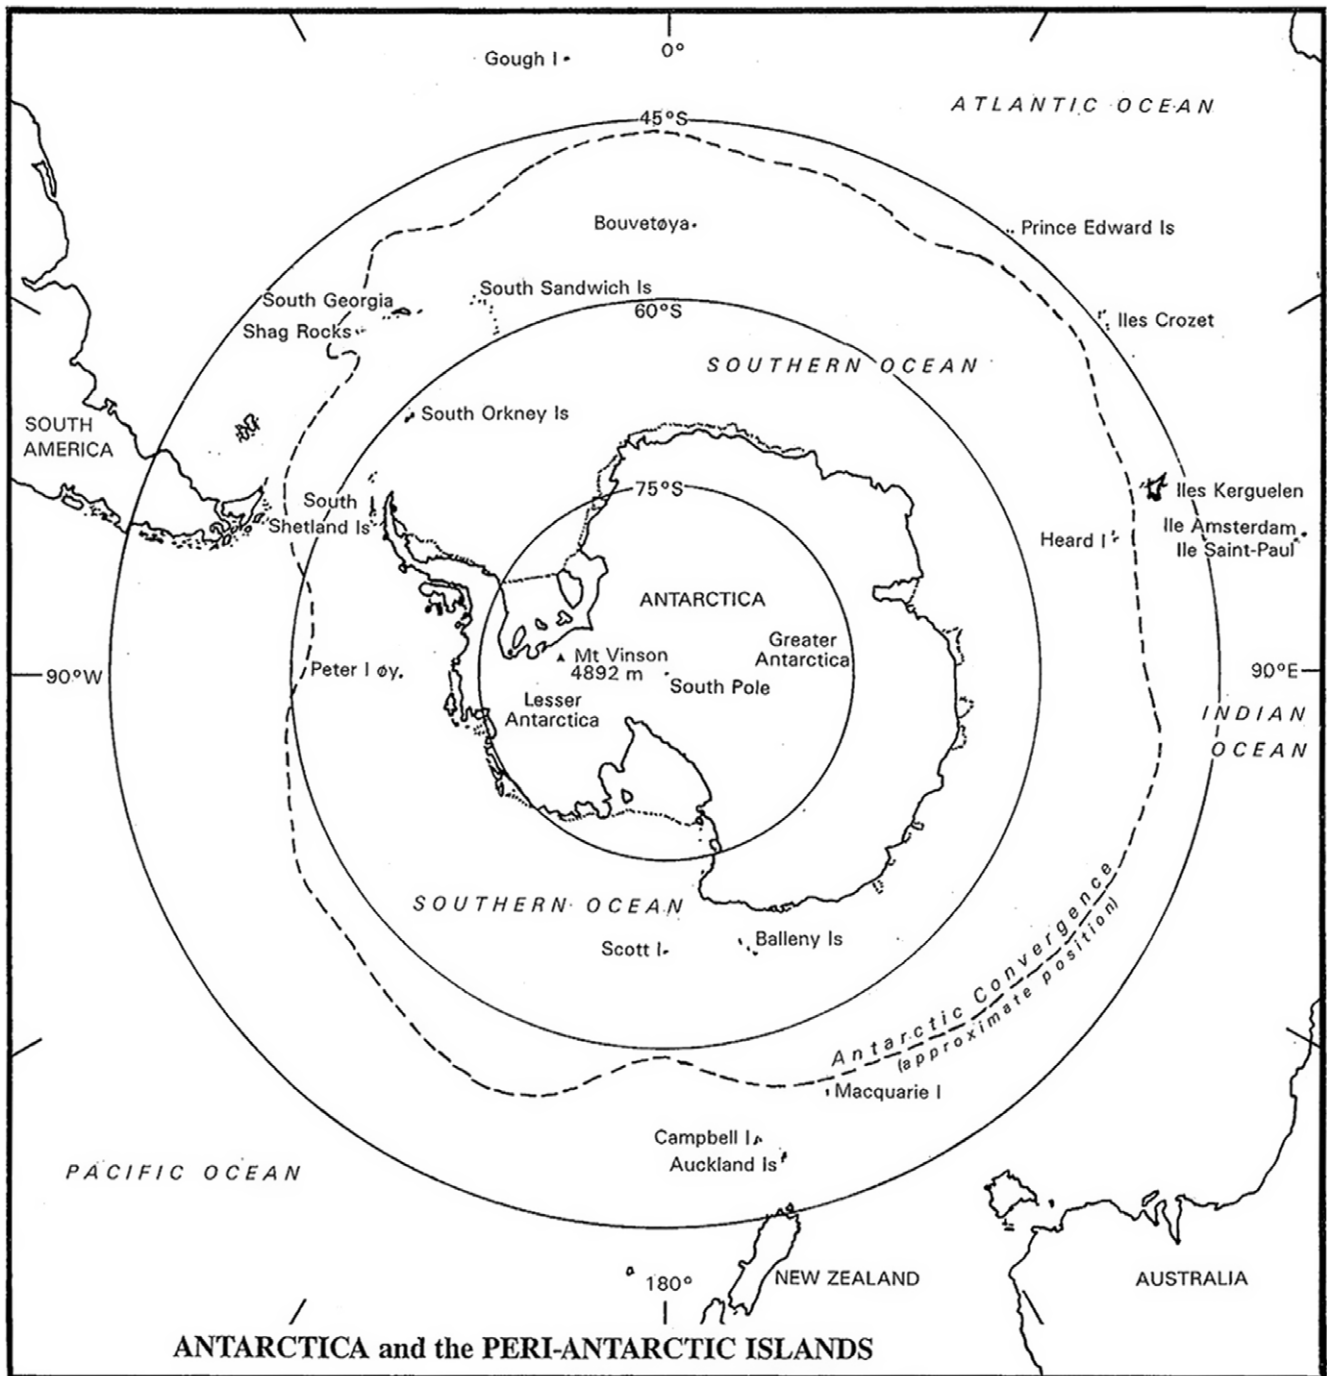 0°
Gough I
ATLANTIC OCEAN
45°S
Bouvetøya
Prince Edward Is
South Sandwich Is
South Georgia
60°S
Iles Crozet
Shag Rocks
SOUTHERN OCEAN
South Orkney Is
SOUTH
AMERICA
75°S
Iles Kerguelen
South
Shetland Is
Ile Amsterdam
Ile Saint-Paul
Heard I
ANTARCTICA
Greater
Antarctica
Mt Vinson
4892 m
90°W
Peter I øy
South Pole
90°E
Lesser
Antarctica
INDIAN
OCEAN
SOUTHERN OCEAN
Scott I
Balleny Is
Antarctic Convergence
(approximate position)
Macquarie I
Campbell I
Auckland Is
PACIFIC OCEAN
180°
NEW ZEALAND
AUSTRALIA
ANTARCTICA and the PERI-ANTARCTIC ISLANDS